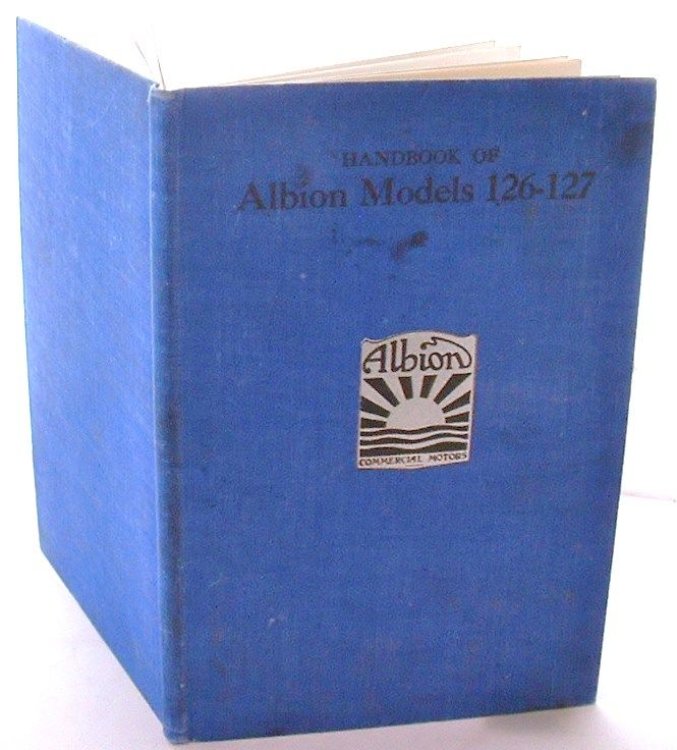 HANDBOOK OF
Albion Models 126-127
Albion
COMMERCIAL MOTORS